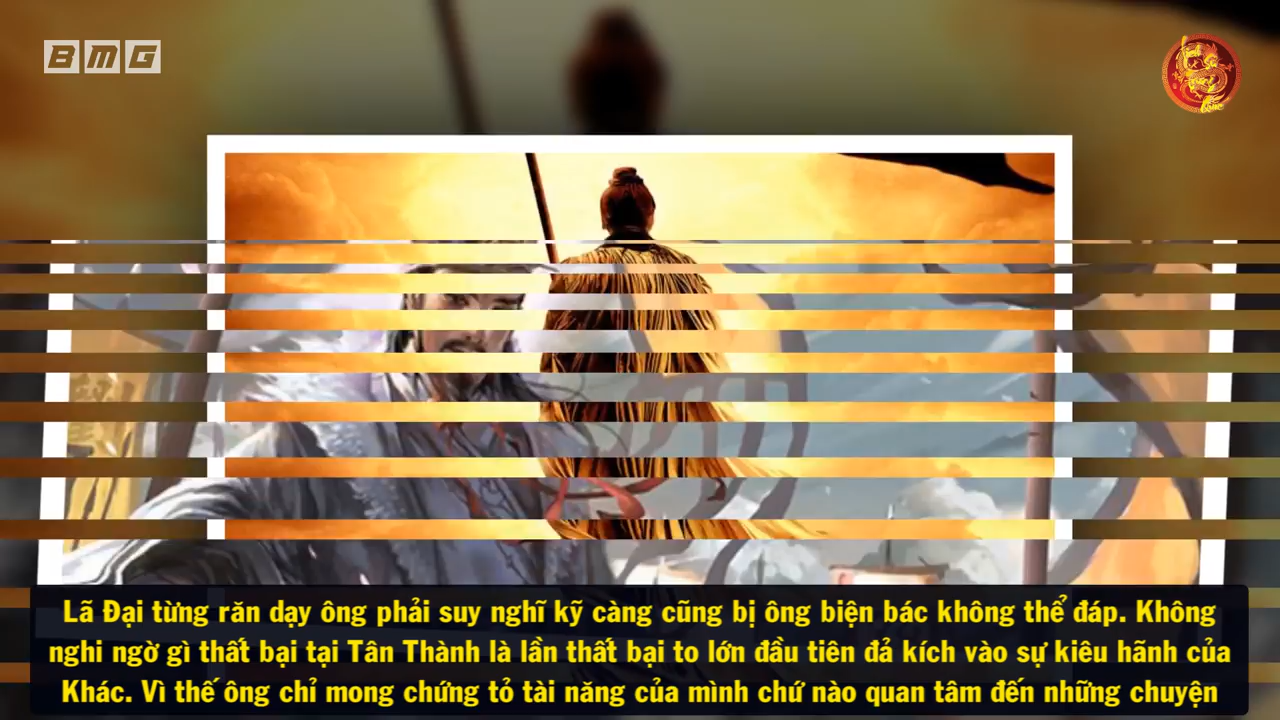 BMG
Lã Đại từng răn dạy ông phải suy nghĩ kỹ càng cũng bị ông biện bác không thể đáp. Không
nghi ngờ gì thất bại tại Tân Thành là lần thất bại to lớn đầu tiên đả kích vào sự kiêu hãnh của
Khác. Vì thế ông chỉ mong chứng tỏ tài năng của mình chứ nào quan tâm đến những chuyện